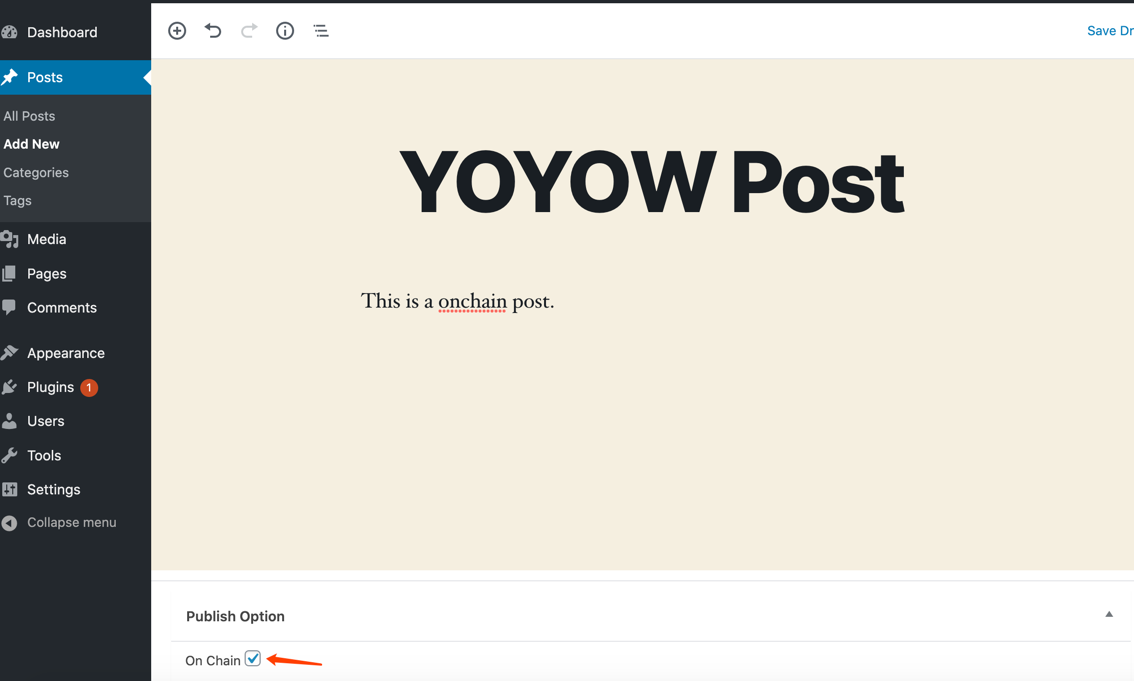 Dashboard
Save Dr
Posts
All Posts
Add New
Categories
Tags
Media
Pages
Comments
Appearance
Plugins 1
Users
Tools
Settings
Collapse menu
YOYOW Post
This is a onchain post.
Publish Option
On Chain